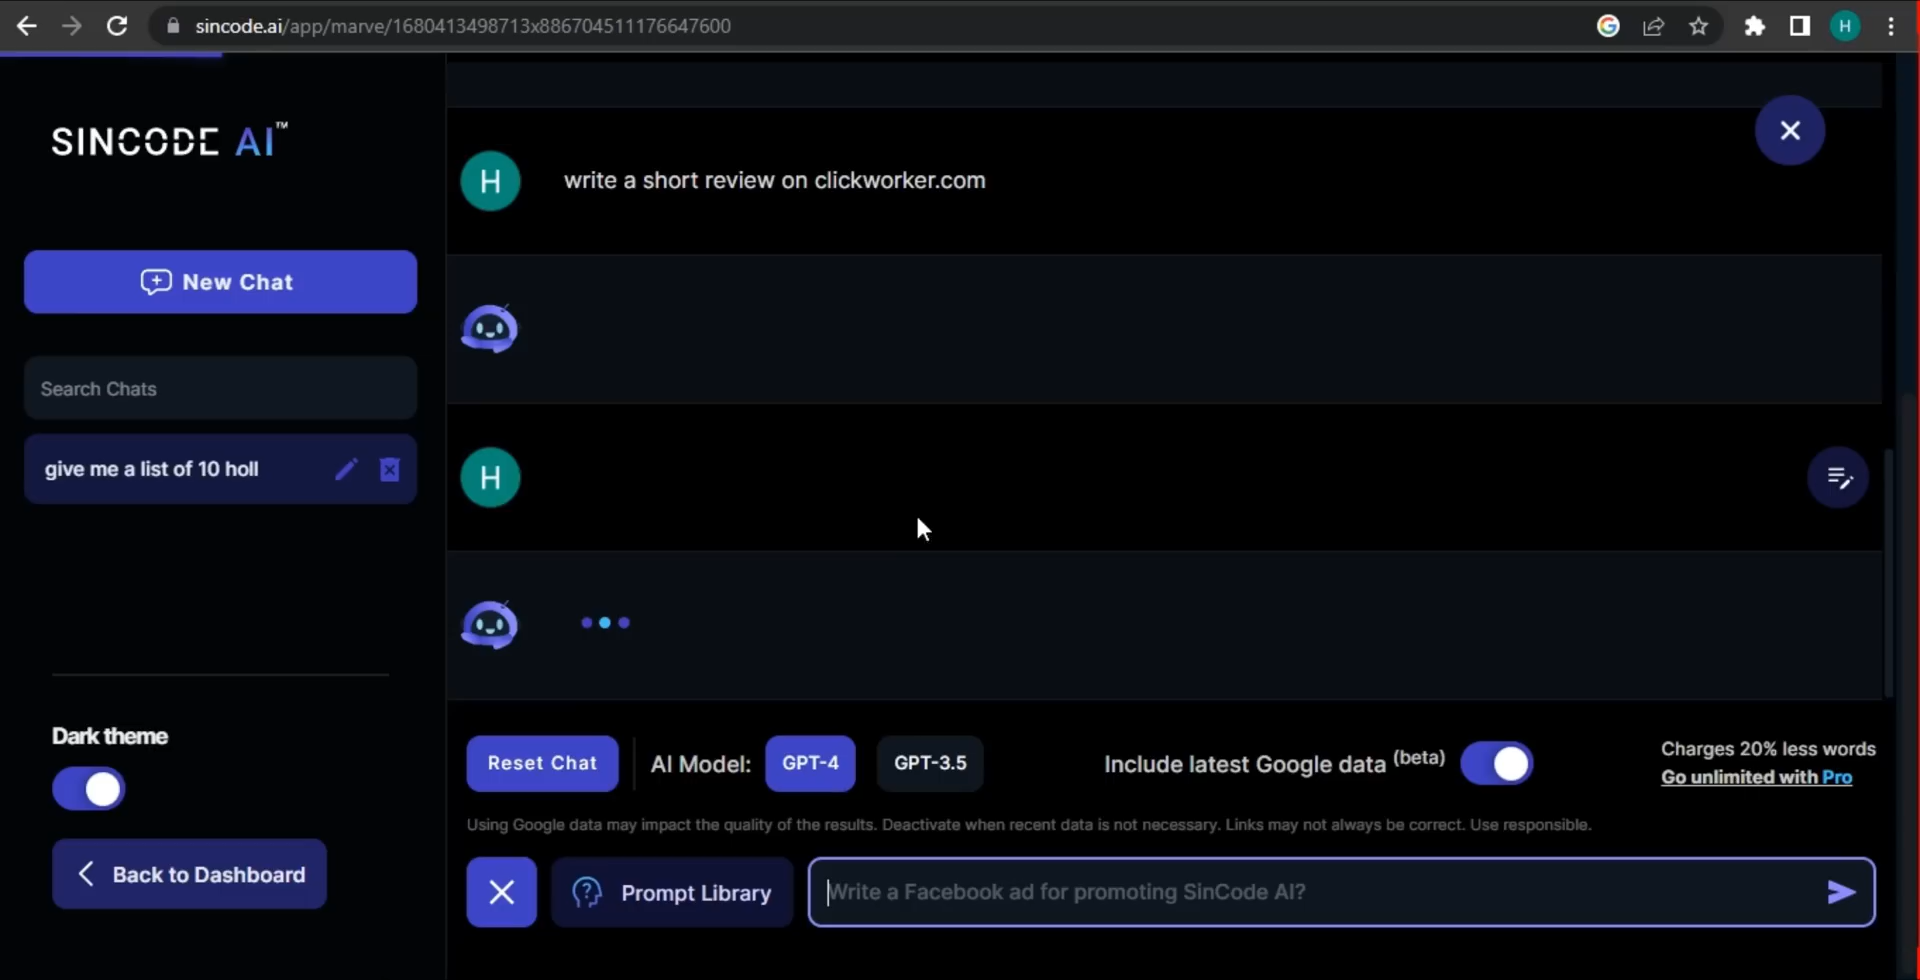 sincode.ai/app/marve/1680413498713x886704511176647600
H
SINCODE AI™
New Chat
Search Chats
give me a list of 10 holl
Dark theme
Back to Dashboard
H
write a short review on clickworker.com
H
Reset Chat
AI Model:
GPT-4
GPT-3.5
Include latest Google data (beta)
Charges 20% less words
Go unlimited with Pro
Using Google data may impact the quality of the results. Deactivate when recent data is not necessary. Links may not always be correct. Use responsible.
Prompt Library
Write a Facebook ad for promoting SinCode AI?